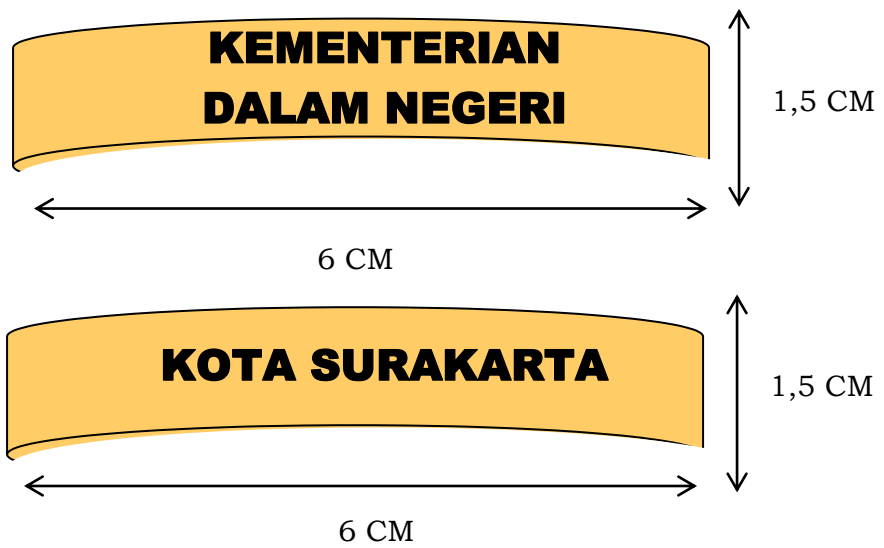 KEMENTERIAN
DALAM NEGERI
1,5 CM
6 CM
KOTA SURAKARTA
1,5 CM
6 CM